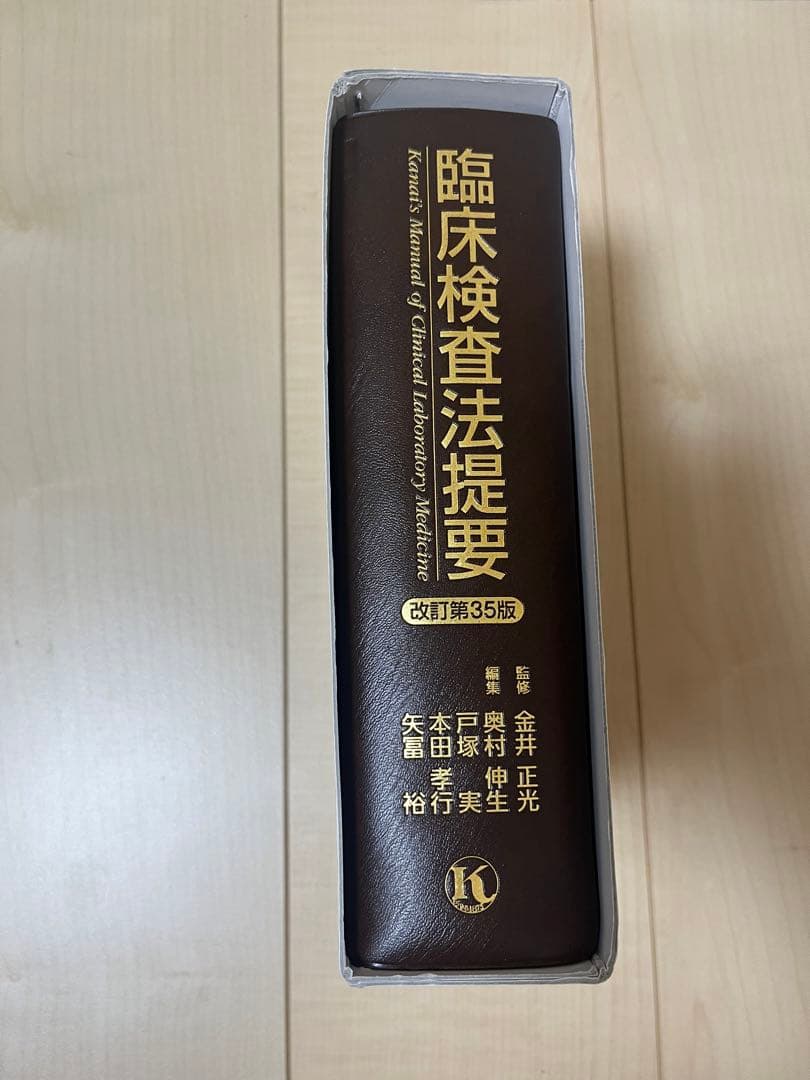 臨床検査法提要
Kanai's Manual of Clinical Laboratory Medicine
改訂第35版
監修 金井 正光
編集 奥村 伸生
戸塚 実
本田 孝行
矢冨 裕
K